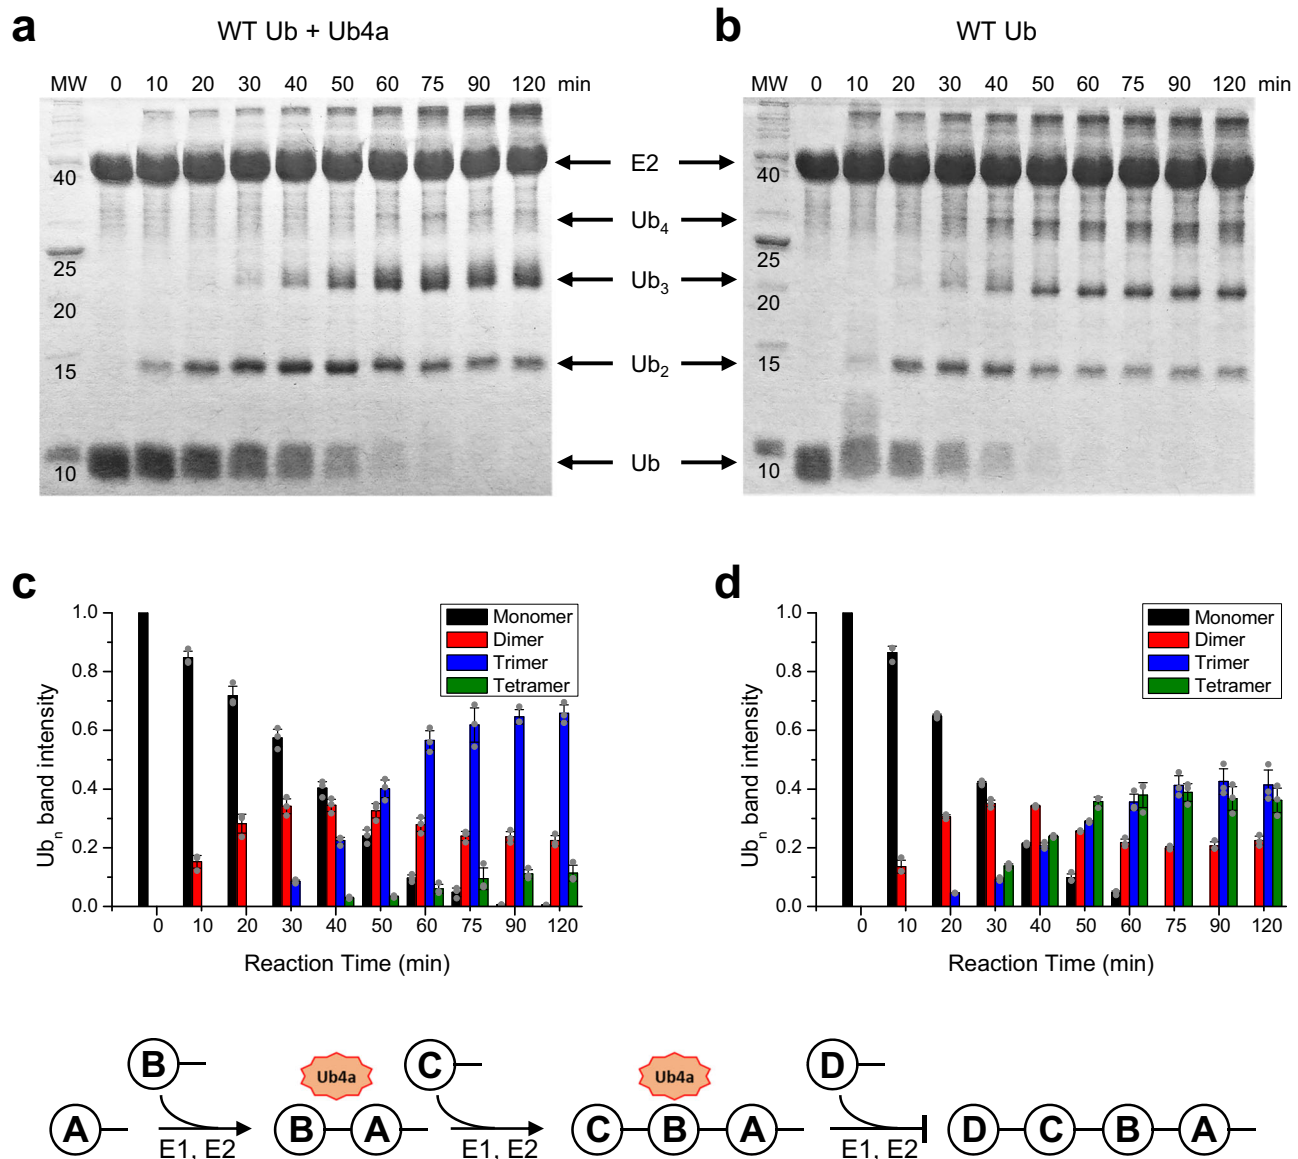 a
WT Ub + Ub4a
b
WT Ub
MW 0 10 20 30 40 50 60 75 90 120 min
MW 0 10 20 30 40 50 60 75 90 120 min
40
25
20
15
10
E2
Ub4
Ub3
Ub2
Ub
40
25
20
15
10
c
Ubn band intensity
1.0
0.8
0.6
0.4
0.2
0.0
Monomer
Dimer
Trimer
Tetramer
0 10 20 30 40 50 60 75 90 120
Reaction Time (min)
d
Ubn band intensity
1.0
0.8
0.6
0.4
0.2
0.0
Monomer
Dimer
Trimer
Tetramer
0 10 20 30 40 50 60 75 90 120
Reaction Time (min)
B Ub4a C Ub4a D
A B A C B A D C B A
E1, E2 E1, E2 E1, E2